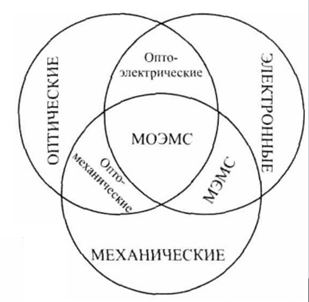 Опто-
электрические
ОПТИЧЕСКИЕ
ЭЛЕКТРОННЫЕ
МОЭМС
Опто-
механические
МЭМС
МЕХАНИЧЕСКИЕ